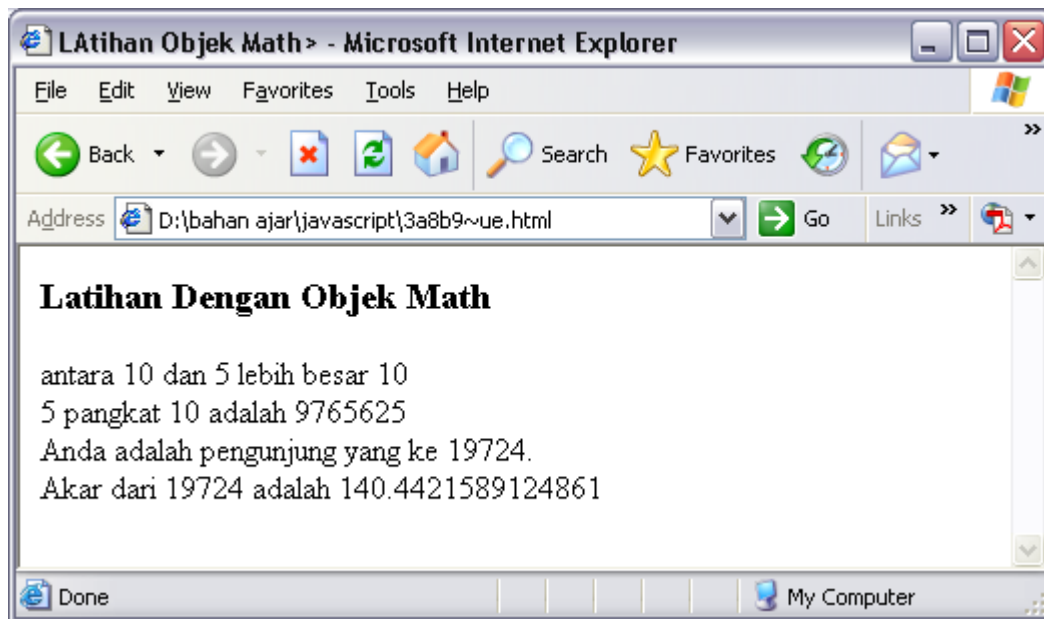 LAtihan Objek Math> - Microsoft Internet Explorer
File Edit View Favorites Tools Help
Back Search Favorites »
Address D:\bahan ajar\javascript\3a8b9~ue.html Go Links »
Latihan Dengan Objek Math
antara 10 dan 5 lebih besar 10
5 pangkat 10 adalah 9765625
Anda adalah pengunjung yang ke 19724.
Akar dari 19724 adalah 140.4421589124861
Done My Computer